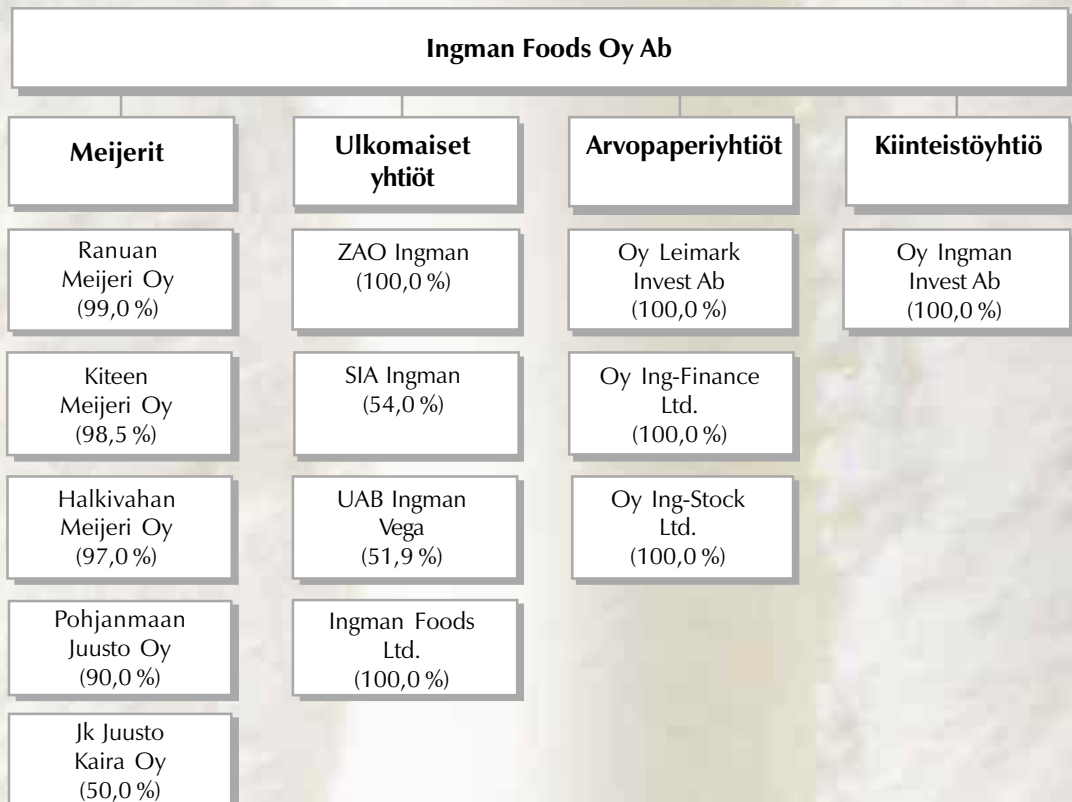 Ingman Foods Oy Ab
Meijerit
Ranuan
Meijeri Oy
(99,0 %)
Kiteen
Meijeri Oy
(98,5 %)
Halkivahan
Meijeri Oy
(97,0 %)
Pohjanmaan
Juusto Oy
(90,0 %)
Jk Juusto
Kaira Oy
(50,0 %)
Ulkomaiset
yhtiöt
ZAO Ingman
(100,0 %)
SIA Ingman
(54,0 %)
UAB Ingman
Vega
(51,9 %)
Ingman Foods
Ltd.
(100,0 %)
Arvopaperiyhtiöt
Oy Leimark
Invest Ab
(100,0 %)
Oy Ing-Finance
Ltd.
(100,0 %)
Oy Ing-Stock
Ltd.
(100,0 %)
Kiinteistöyhtiö
Oy Ingman
Invest Ab
(100,0 %)